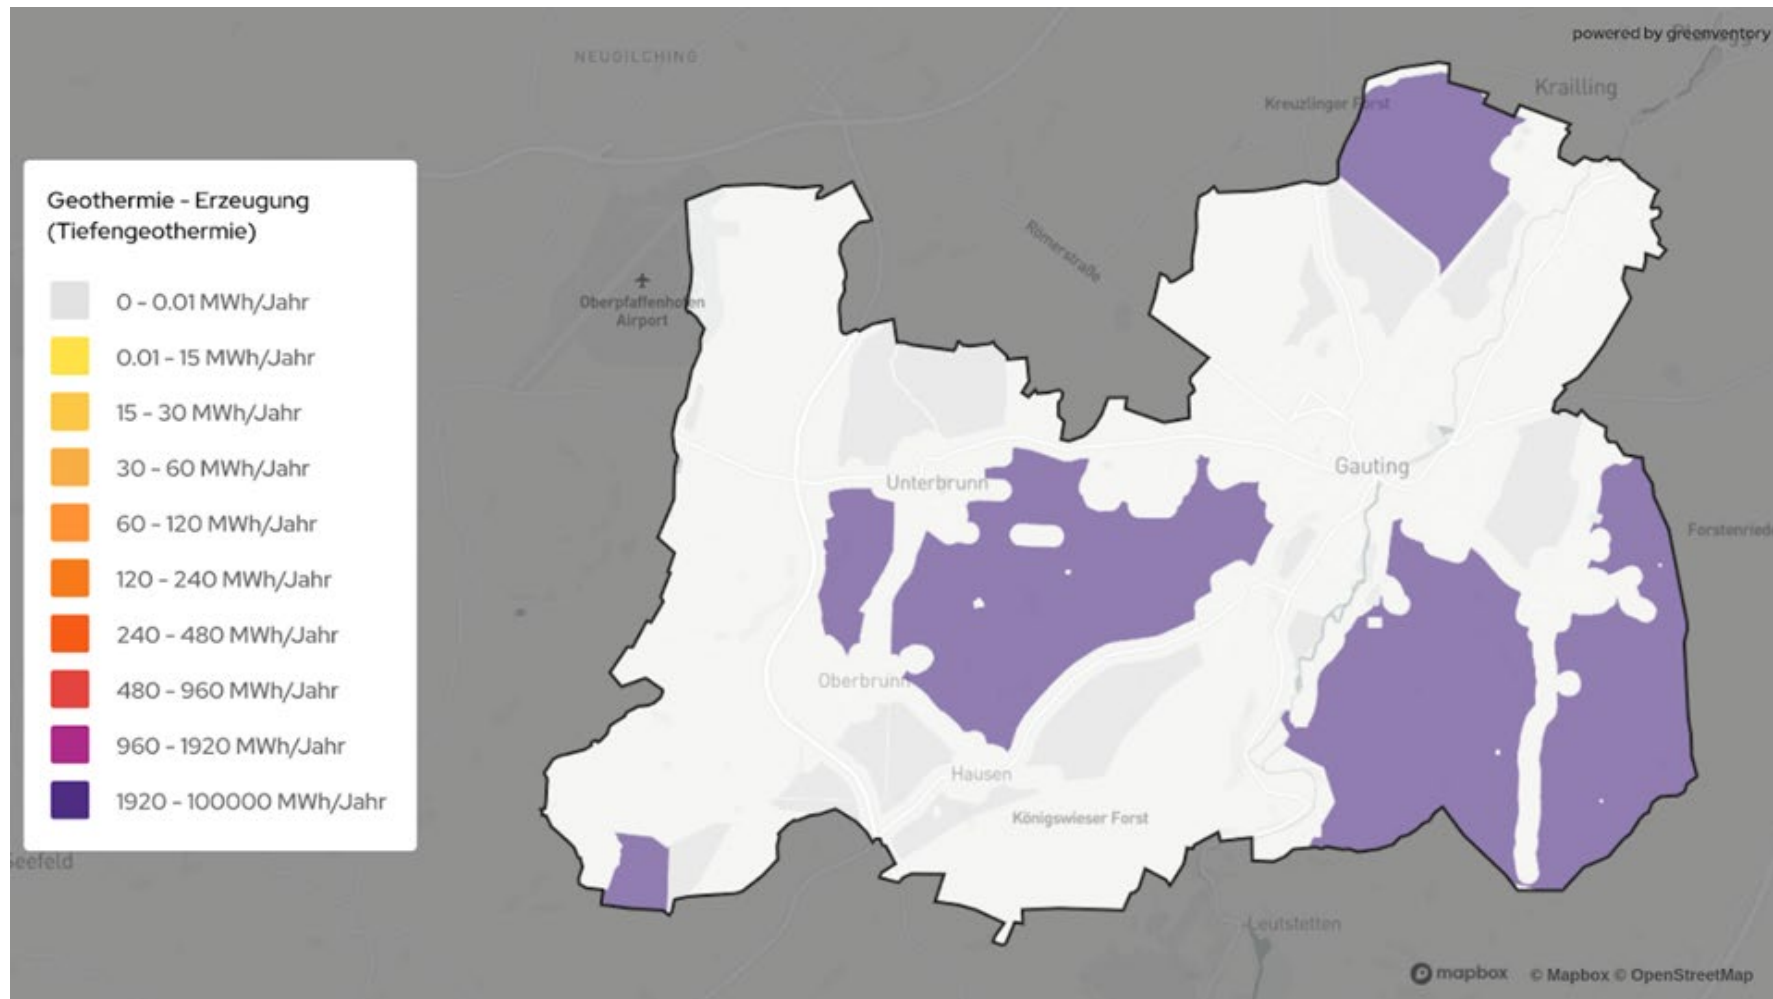 powered by greenventory
NEUGILCHING
Krailling
Kreuzlinger Forst
Geothermie - Erzeugung
(Tiefengeothermie)
Römerstraße
Oberpfaffenhofen
Airport
0 - 0.01 MWh/Jahr
0.01 - 15 MWh/Jahr
15 - 30 MWh/Jahr
30 - 60 MWh/Jahr
60 - 120 MWh/Jahr
120 - 240 MWh/Jahr
240 - 480 MWh/Jahr
480 - 960 MWh/Jahr
960 - 1920 MWh/Jahr
1920 - 100000 MWh/Jahr
Gauting
Unterbrunn
Forstenriede
Oberbrunn
Hausen
Königswieser Forst
Seefeld
Leutstetten
mapbox © Mapbox © OpenStreetMap